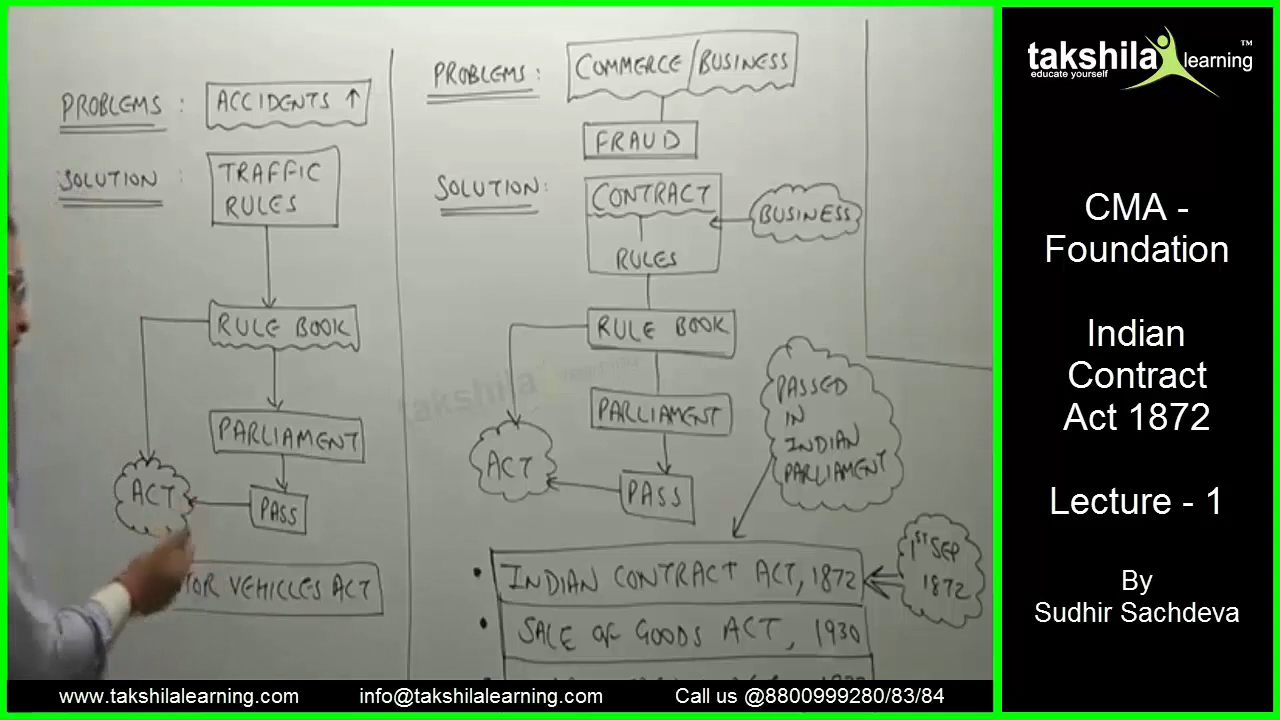 PROBLEMS : ACCIDENTS ↑
SOLUTION : TRAFFIC
RULES
RULE BOOK
PARLIAMENT
ACT
PASS
TOR VEHICLES ACT
PROBLEMS : COMMERCE/BUSINESS
FRAUD
SOLUTION: CONTRACT
BUSINESS
RULES
RULE BOOK
PARLIAMENT
ACT
PASS
PASSED
IN
INDIAN
PARLIAMENT
• INDIAN CONTRACT ACT, 1872
1ST SEP
1872
• SALE OF GOODS ACT, 1930
takshila learning
takshila learning™
educate yourself
CMA -
Foundation
Indian
Contract
Act 1872
Lecture - 1
By
Sudhir Sachdeva
www.takshilalearning.com info@takshilalearning.com Call us @8800999280/83/84